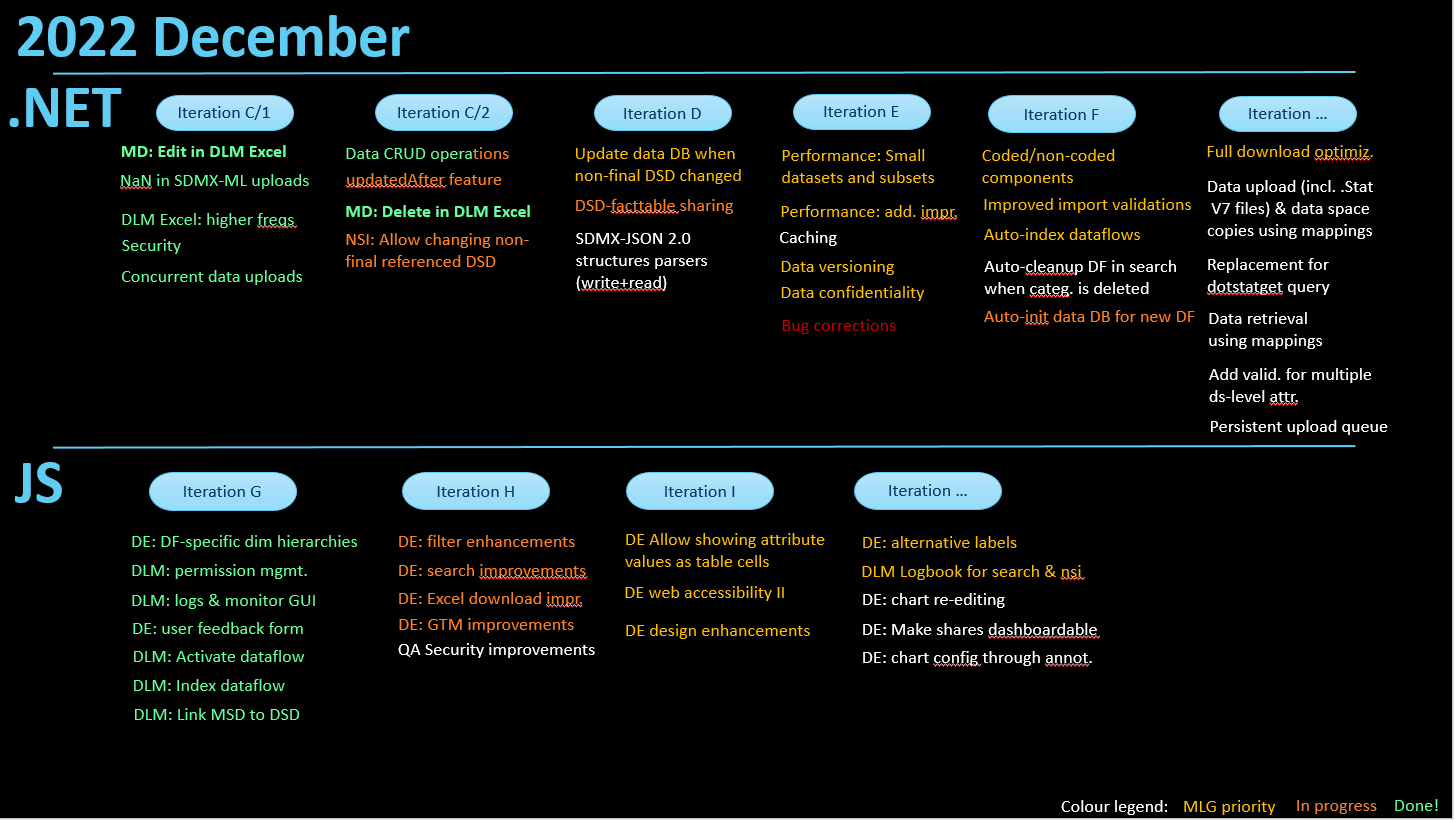 2022 December
.NET
Iteration C/1
MD: Edit in DLM Excel
NaN in SDMX-ML uploads
DLM Excel: higher freqs
Security
Concurrent data uploads
Iteration C/2
Data CRUD operations
updatedAfter feature
MD: Delete in DLM Excel
NSI: Allow changing non-
final referenced DSD
Iteration D
Update data DB when
non-final DSD changed
DSD-facttable sharing
SDMX-JSON 2.0
structures parsers
(write+read)
Iteration E
Performance: Small
datasets and subsets
Performance: add. impr.
Caching
Data versioning
Data confidentiality
Bug corrections
Iteration F
Coded/non-coded
components
Improved import validations
Auto-index dataflows
Auto-cleanup DF in search
when categ. is deleted
Auto-init data DB for new DF
Iteration ...
Full download optimiz.
Data upload (incl. .Stat
V7 files) & data space
copies using mappings
Replacement for
dotstatget query
Data retrieval
using mappings
Add valid. for multiple
ds-level attr.
Persistent upload queue
JS
Iteration G
DE: DF-specific dim hierarchies
DLM: permission mgmt.
DLM: logs & monitor GUI
DE: user feedback form
DLM: Activate dataflow
DLM: Index dataflow
DLM: Link MSD to DSD
Iteration H
DE: filter enhancements
DE: search improvements
DE: Excel download impr.
DE: GTM improvements
QA Security improvements
Iteration I
DE Allow showing attribute
values as table cells
DE web accessibility II
DE design enhancements
Iteration ...
DE: alternative labels
DLM Logbook for search & nsi
DE: chart re-editing
DE: Make shares dashboardable
DE: chart config through annot.
Colour legend: MLG priority In progress Done!